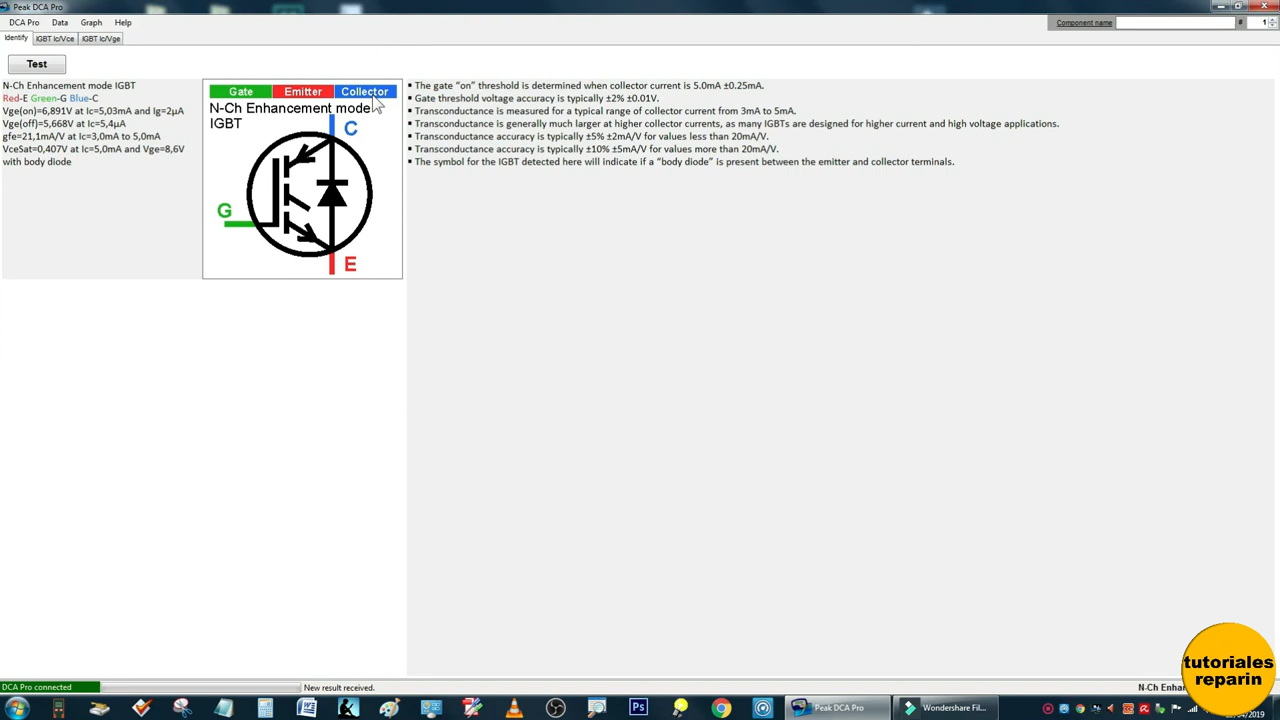 Peak DCA Pro
DCA Pro Data Graph Help
Component name # 1
Identify IGBT Ic/Vce IGBT Ic/Vge
Test
N-Ch Enhancement mode IGBT
Red-E Green-G Blue-C
Vge(on)=6,891V at Ic=5,03mA and Ig=2µA
Vge(off)=5,668V at Ic=5,4µA
gfe=21,1mA/V at Ic=3,0mA to 5,0mA
VceSat=0,407V at Ic=5,0mA and Vge=8,6V
with body diode
Gate Emitter Collector
N-Ch Enhancement mode
IGBT
C
G
E
▪ The gate “on” threshold is determined when collector current is 5.0mA ±0.25mA.
▪ Gate threshold voltage accuracy is typically ±2% ±0.01V.
▪ Transconductance is measured for a typical range of collector current from 3mA to 5mA.
▪ Transconductance is generally much larger at higher collector currents, as many IGBTs are designed for higher current and high voltage applications.
▪ Transconductance accuracy is typically ±5% ±2mA/V for values less than 20mA/V.
▪ Transconductance accuracy is typically ±10% ±5mA/V for values more than 20mA/V.
▪ The symbol for the IGBT detected here will indicate if a “body diode” is present between the emitter and collector terminals.
tutoriales
reparin
DCA Pro connected
New result received.
N-Ch Enha
Peak DCA Pro
Wondershare Fil...
/2019